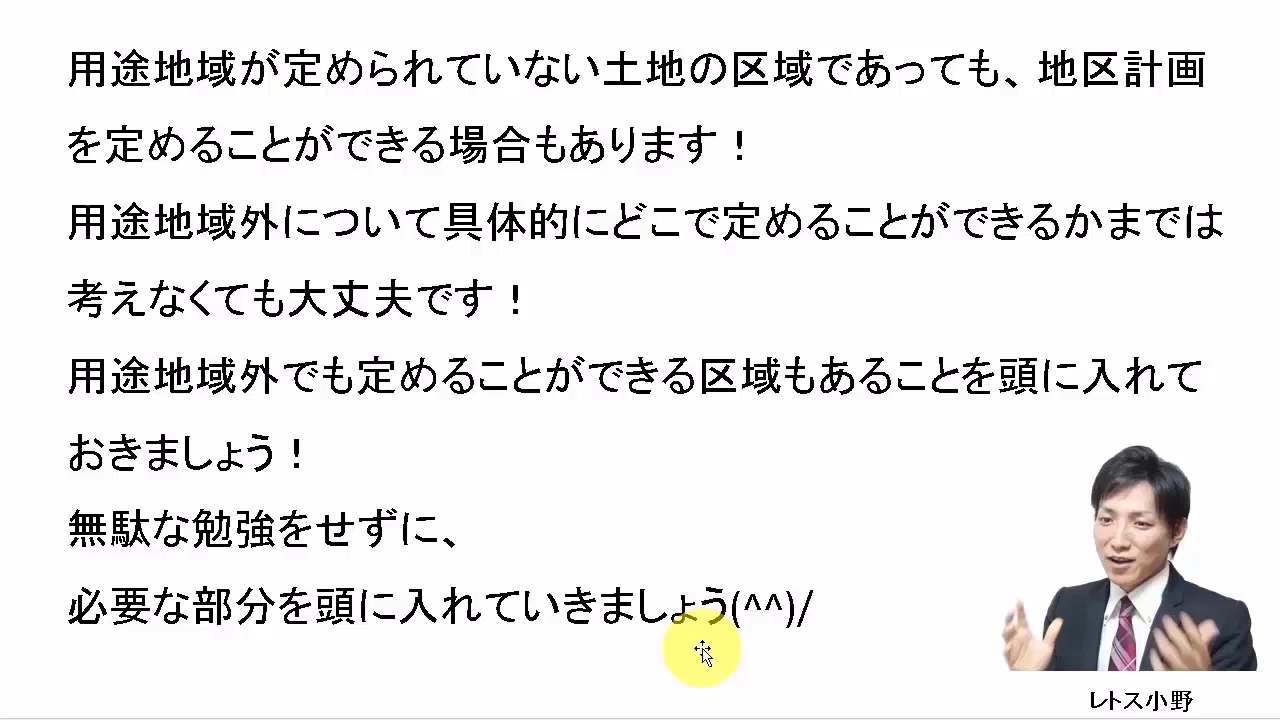 用途地域が定められていない土地の区域であっても、地区計画
を定めることができる場合もあります！
用途地域外について具体的にどこで定めることができるかまでは
考えなくても大丈夫です！
用途地域外でも定めることができる区域もあることを頭に入れて
おきましょう！
無駄な勉強をせずに、
必要な部分を頭に入れていきましょう(^^)/
レトス小野